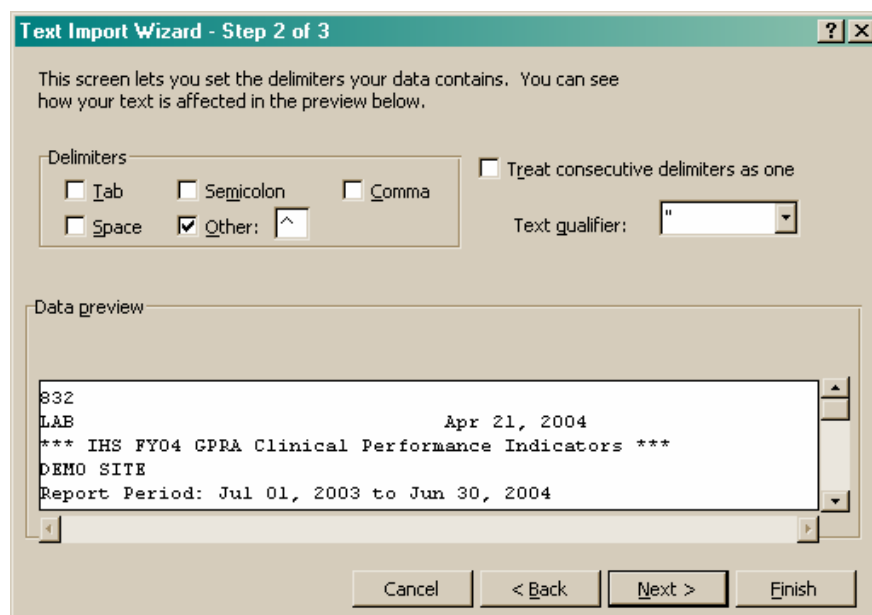 Text Import Wizard - Step 2 of 3
This screen lets you set the delimiters your data contains. You can see
how your text is affected in the preview below.
Delimiters
Tab Semicolon Comma
Space Other: ^
Treat consecutive delimiters as one
Text qualifier: "
Data preview
832
LAB Apr 21, 2004
*** IHS FY04 GPRA Clinical Performance Indicators ***
DEMO SITE
Report Period: Jul 01, 2003 to Jun 30, 2004
Cancel < Back Next > Finish